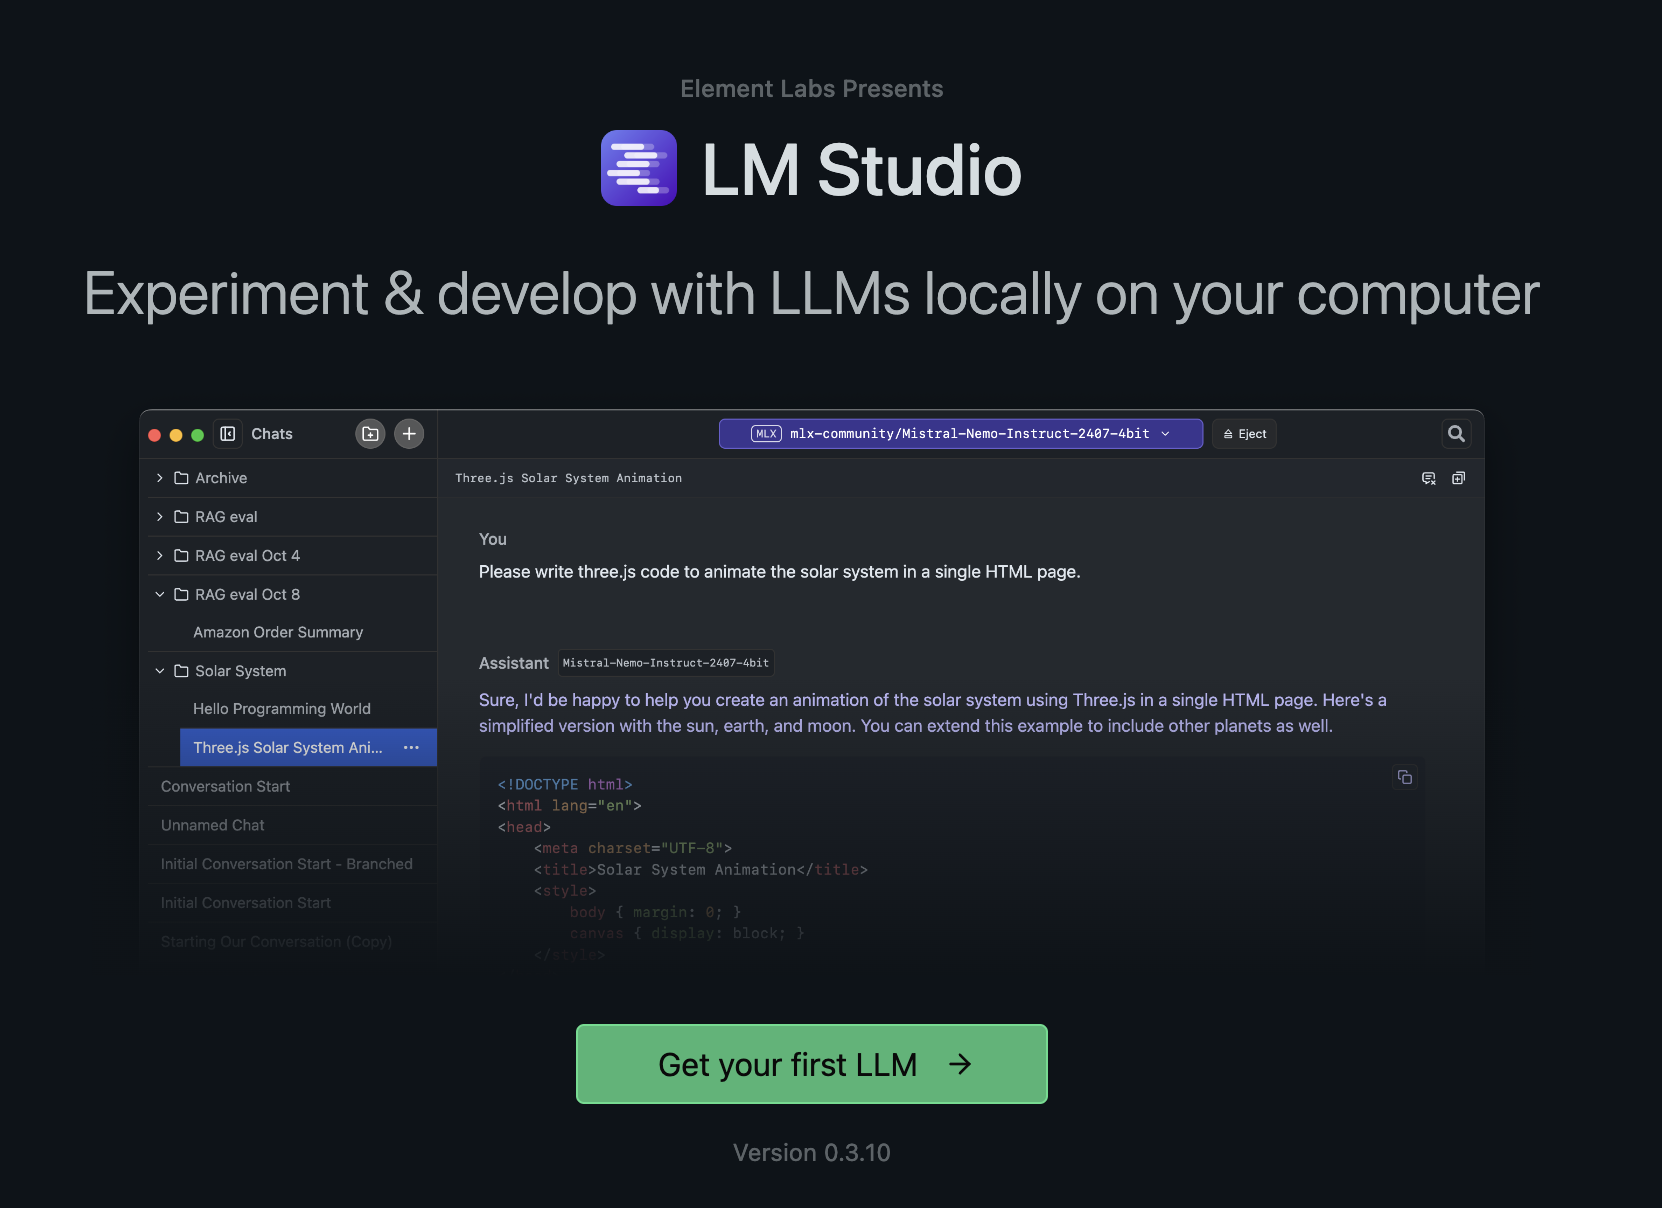 Element Labs Presents
LM Studio
Experiment & develop with LLMs locally on your computer
Chats
MLX mlx-community/Mistral-Nemo-Instruct-2407-4bit
Eject
Archive
RAG eval
RAG eval Oct 4
RAG eval Oct 8
Amazon Order Summary
Solar System
Hello Programming World
Three.js Solar System Ani...
Conversation Start
Unnamed Chat
Initial Conversation Start - Branched
Initial Conversation Start
Starting Our Conversation (Copy)
Three.js Solar System Animation
You
Please write three.js code to animate the solar system in a single HTML page.
Assistant Mistral-Nemo-Instruct-2407-4bit
Sure, I'd be happy to help you create an animation of the solar system using Three.js in a single HTML page. Here's a
simplified version with the sun, earth, and moon. You can extend this example to include other planets as well.
<!DOCTYPE html>
<html lang="en">
<head>
    <meta charset="UTF-8">
    <title>Solar System Animation</title>
    <style>
        body { margin: 0; }
        canvas { display: block; }
    </style>
Get your first LLM →
Version 0.3.10